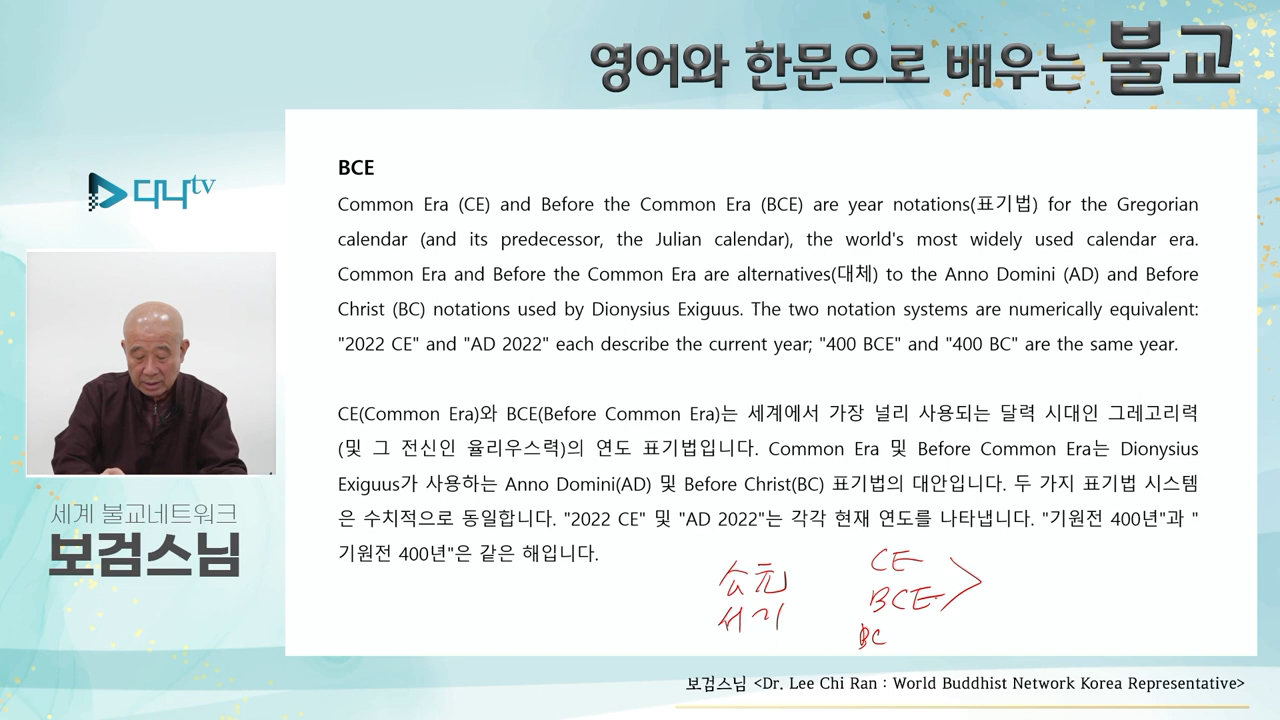 영어와 한문으로 배우는 불교
다나tv
BCE
Common Era (CE) and Before the Common Era (BCE) are year notations(표기법) for the Gregorian
calendar (and its predecessor, the Julian calendar), the world's most widely used calendar era.
Common Era and Before the Common Era are alternatives(대체) to the Anno Domini (AD) and Before
Christ (BC) notations used by Dionysius Exiguus. The two notation systems are numerically equivalent:
"2022 CE" and "AD 2022" each describe the current year; "400 BCE" and "400 BC" are the same year.
CE(Common Era)와 BCE(Before Common Era)는 세계에서 가장 널리 사용되는 달력 시대인 그레고리력
(및 그 전신인 율리우스력)의 연도 표기법입니다. Common Era 및 Before Common Era는 Dionysius
Exiguus가 사용하는 Anno Domini(AD) 및 Before Christ(BC) 표기법의 대안입니다. 두 가지 표기법 시스템
은 수치적으로 동일합니다. "2022 CE" 및 "AD 2022"는 각각 현재 연도를 나타냅니다. "기원전 400년"과 "
기원전 400년"은 같은 해입니다.
公元
서기
CE
BCE
BC
세계 불교네트워크
보검스님
보검스님 <Dr. Lee Chi Ran : World Buddhist Network Korea Representative>